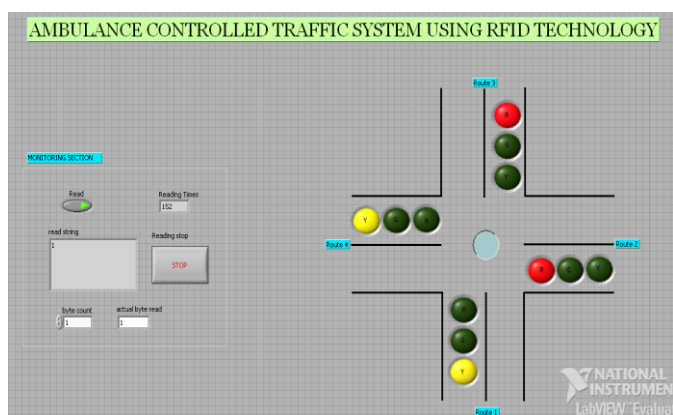 AMBULANCE CONTROLLED TRAFFIC SYSTEM USING RFID TECHNOLOGY
Route 3
R
G
Y
MONITORING SECTION
Read
Reading Times
152
read string
1
Reading stop
STOP
byte count
1
actual byte read
1
Y
G
Route 4
Route 2
R
G
Y
Y
Route 1
NATIONAL
INSTRUMEN
LabVIEW Evalua